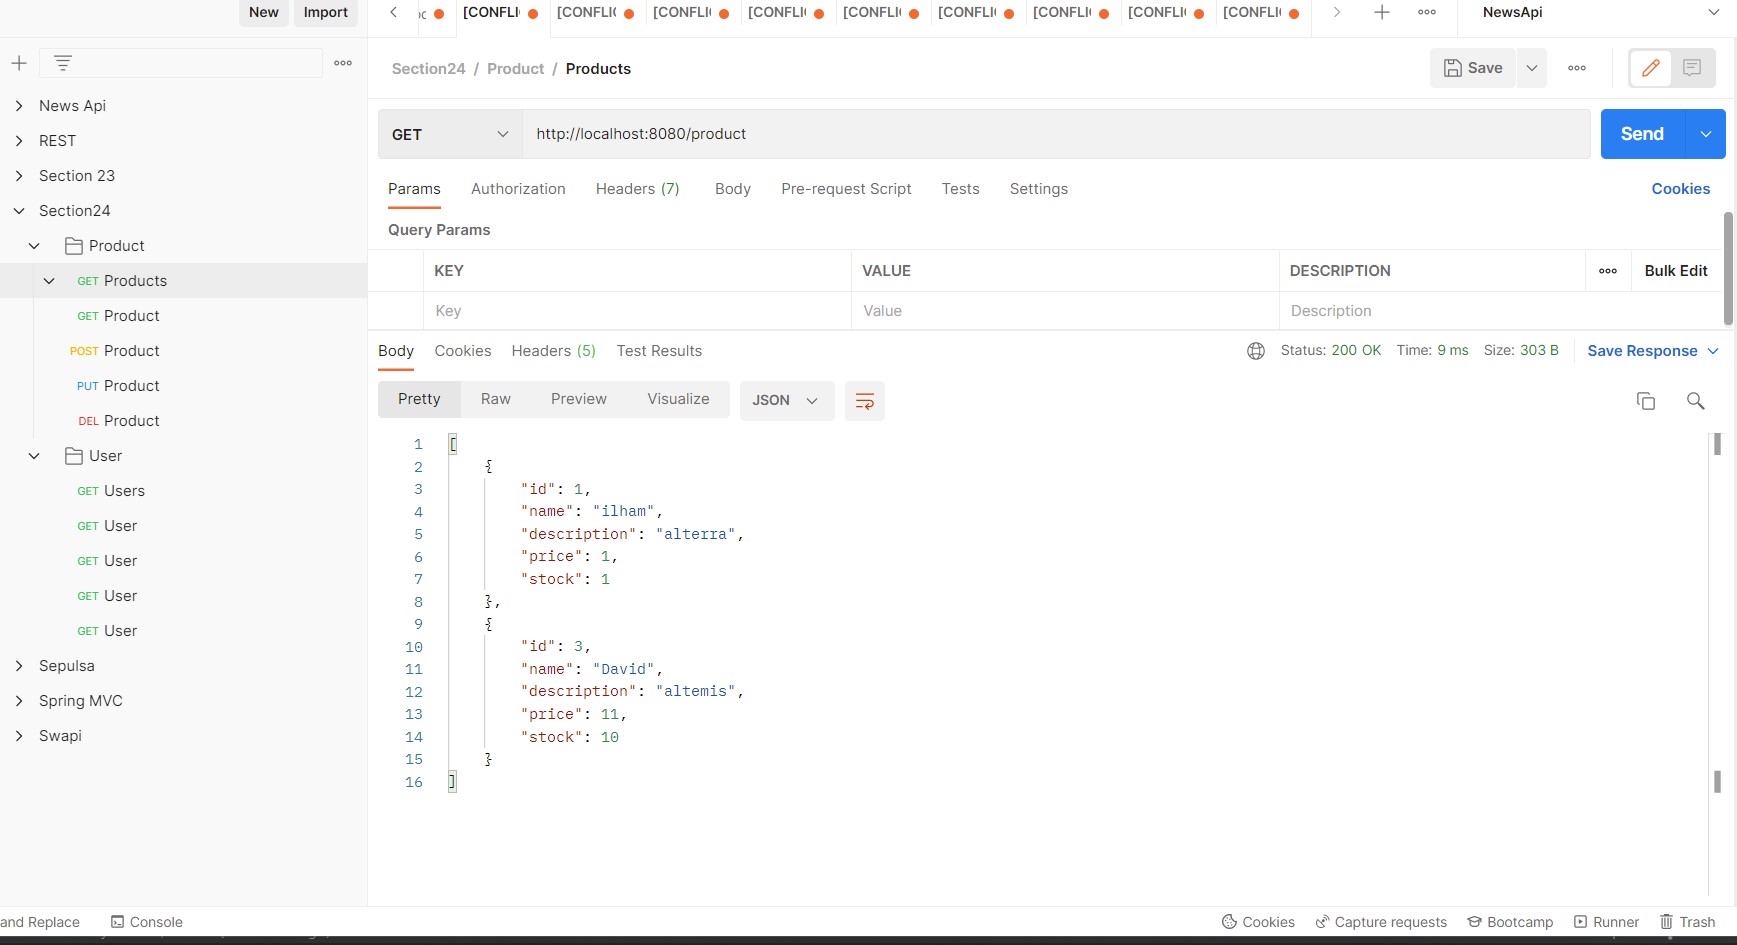 New Import
[CONFLI [CONFLI( [CONFLI( [CONFLI( [CONFLI( [CONFLI( [CONFLI( [CONFLI( [CONFLI( NewsApi
Section24 / Product / Products Save
GET http://localhost:8080/product Send
Params Authorization Headers (7) Body Pre-request Script Tests Settings Cookies
Query Params
KEY VALUE DESCRIPTION Bulk Edit
Key Value Description
News Api
REST
Section 23
Section24
Product
GET Products
GET Product
POST Product
PUT Product
DEL Product
User
GET Users
GET User
GET User
GET User
GET User
Sepulsa
Spring MVC
Swapi
Body Cookies Headers (5) Test Results Status: 200 OK Time: 9 ms Size: 303 B Save Response
Pretty Raw Preview Visualize JSON
1 [
2 {
3 "id": 1,
4 "name": "ilham",
5 "description": "alterra",
6 "price": 1,
7 "stock": 1
8 },
9 {
10 "id": 3,
11 "name": "David",
12 "description": "altemis",
13 "price": 11,
14 "stock": 10
15 }
16 ]
and Replace Console Cookies Capture requests Bootcamp Runner Trash